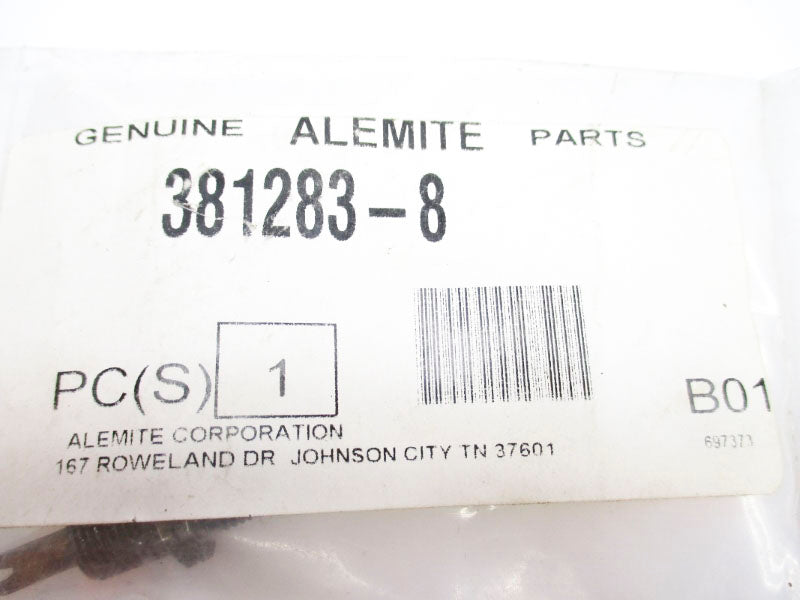 GENUINE ALEMITE PARTS
381283-8
PC(S) 1
B01
697373
ALEMITE CORPORATION
167 ROWELAND DR JOHNSON CITY TN 37601